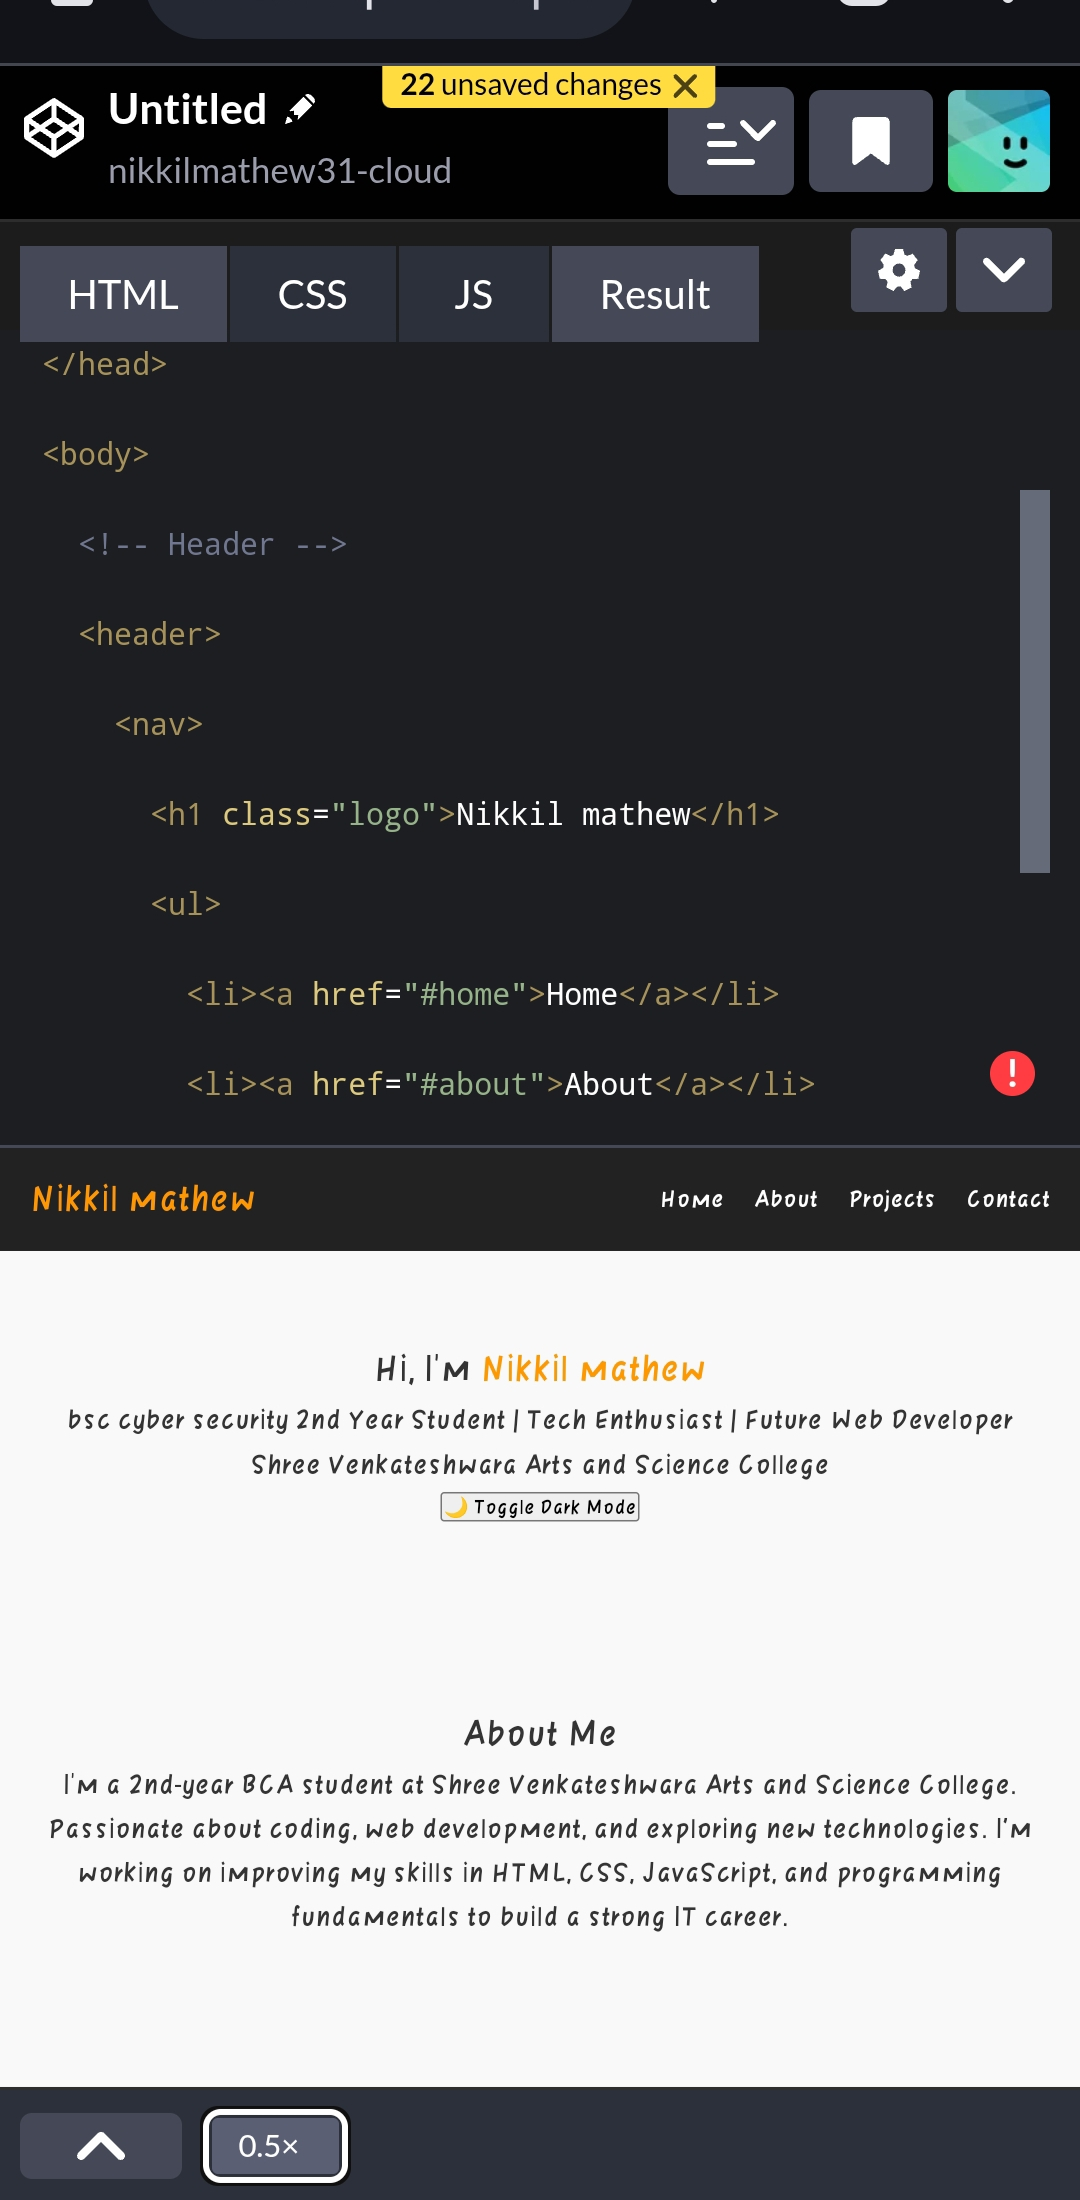 22 unsaved changes
Untitled
nikkilmathew31-cloud
HTML CSS JS Result
</head>
<body>
<!-- Header -->
<header>
<nav>
<h1 class="logo">Nikkil mathew</h1>
<ul>
<li><a href="#home">Home</a></li>
<li><a href="#about">About</a></li>
Nikkil mathew Home About Projects Contact
Hi, I'm Nikkil mathew
bsc cyber security 2nd Year Student | Tech Enthusiast | Future Web Developer
Shree Venkateshwara Arts and Science College
🌙 Toggle Dark Mode
About Me
I'm a 2nd-year BCA student at Shree Venkateshwara Arts and Science College.
Passionate about coding, web development, and exploring new technologies. I'm
working on improving my skills in HTML, CSS, JavaScript, and programming
fundamentals to build a strong IT career.
0.5×